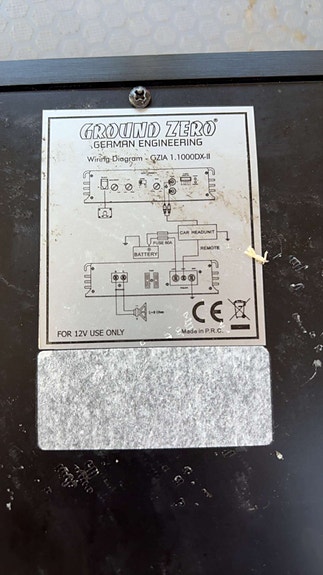 GROUND ZERO®
GERMAN ENGINEERING
Wiring Diagram - GZIA 1.1000DX-II
CAR HEADUNIT
FUSE 80A
BATTERY
REMOTE
FOR 12V USE ONLY
CE
Made in P.R.C.